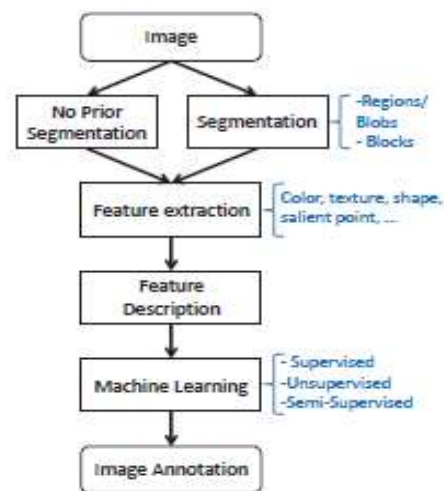 Image
No Prior
Segmentation
Segmentation
-Regions/
Blobs
- Blocks
Feature extraction
Color, texture, shape,
salient point, ...
Feature
Description
Machine Learning
- Supervised
-Unsupervised
-Semi-Supervised
Image Annotation